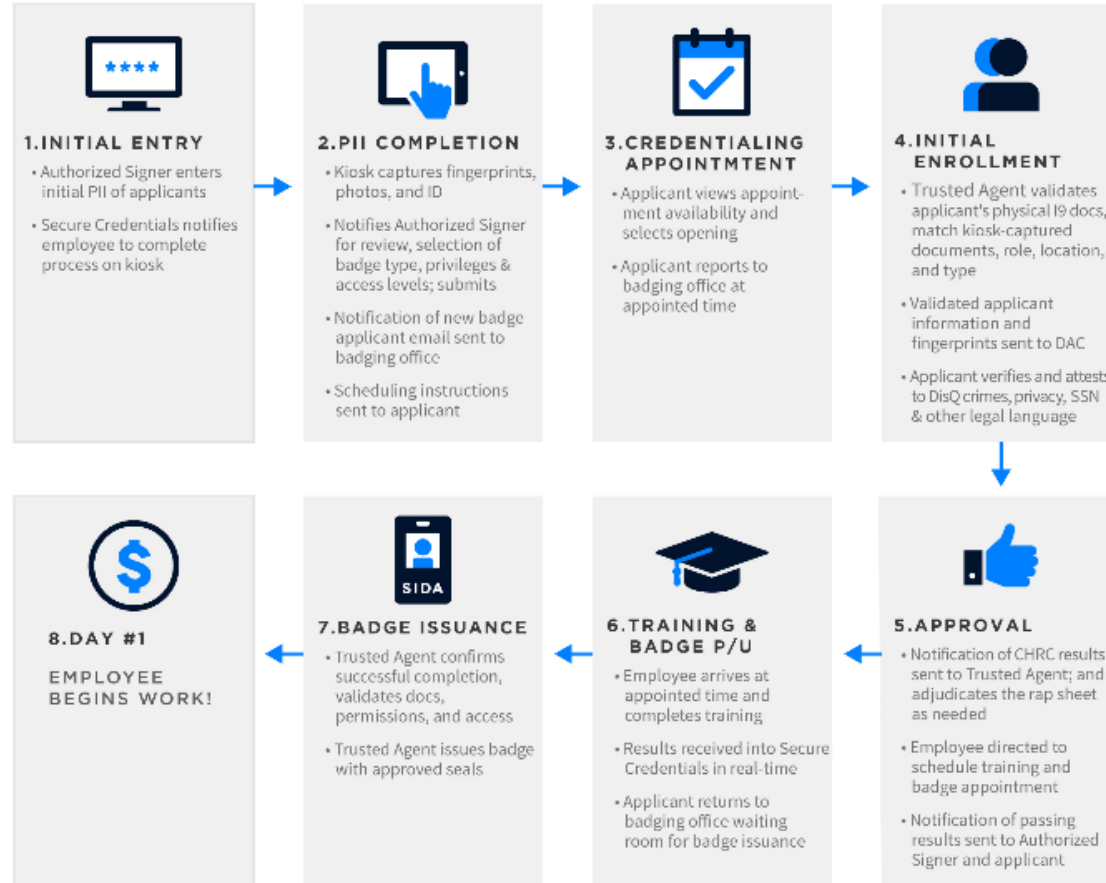 ****
1.INITIAL ENTRY
• Authorized Signer enters
initial PII of applicants
• Secure Credentials notifies
employee to complete
process on kiosk
2.PII COMPLETION
• Kiosk captures fingerprints,
photos, and ID
• Notifies Authorized Signer
for review, selection of
badge type, privileges &
access levels; submits
• Notification of new badge
applicant email sent to
badging office
• Scheduling instructions
sent to applicant
3.CREDENTIALING
APPOINTMTENT
• Applicant views appoint-
ment availability and
selects opening
• Applicant reports to
badging office at
appointed time
4.INITIAL
ENROLLMENT
• Trusted Agent validates
applicant's physical I9 docs,
match kiosk-captured
documents, role, location,
and type
• Validated applicant
information and
fingerprints sent to DAC
• Applicant verifies and attests
to DisQ crimes, privacy, SSN
& other legal language
5.APPROVAL
• Notification of CHRC results
sent to Trusted Agent; and
adjudicates the rap sheet
as needed
• Employee directed to
schedule training and
badge appointment
• Notification of passing
results sent to Authorized
Signer and applicant
6.TRAINING &
BADGE P/U
• Employee arrives at
appointed time and
completes training
• Results received into Secure
Credentials in real-time
• Applicant returns to
badging office waiting
room for badge issuance
SIDA
7.BADGE ISSUANCE
• Trusted Agent confirms
successful completion,
validates docs,
permissions, and access
• Trusted Agent issues badge
with approved seals
$
8.DAY #1
EMPLOYEE
BEGINS WORK!